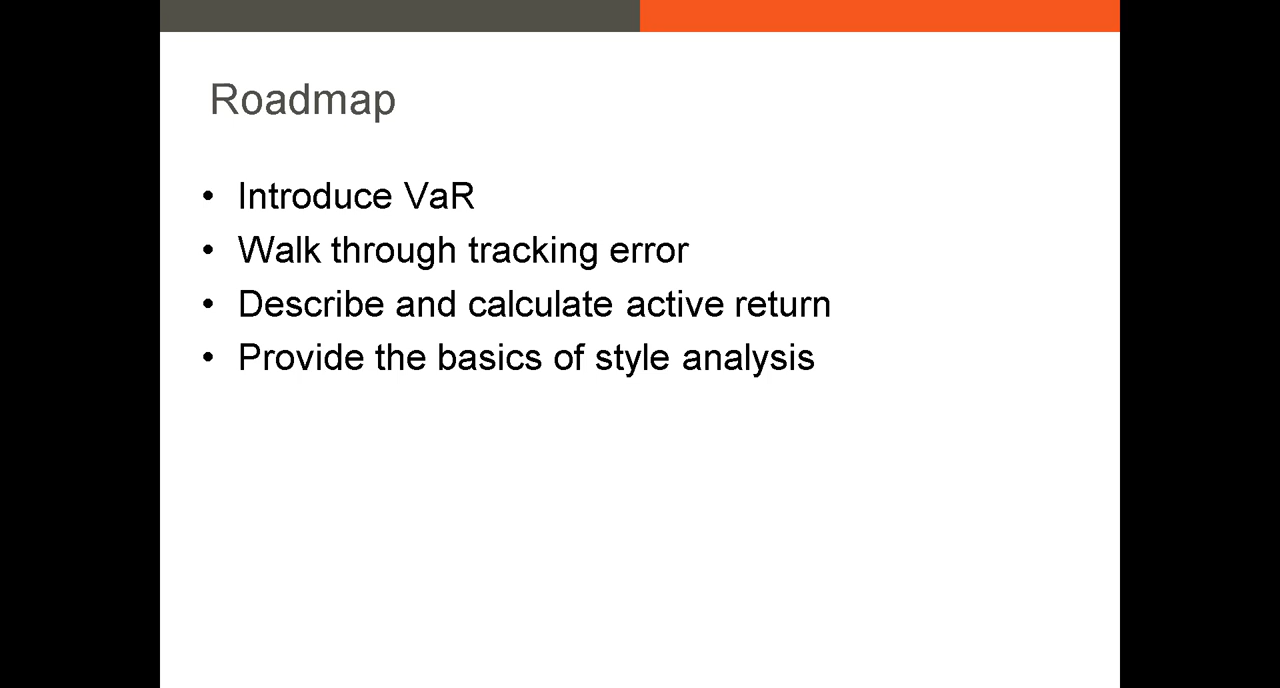 Roadmap
• Introduce VaR
• Walk through tracking error
• Describe and calculate active return
• Provide the basics of style analysis